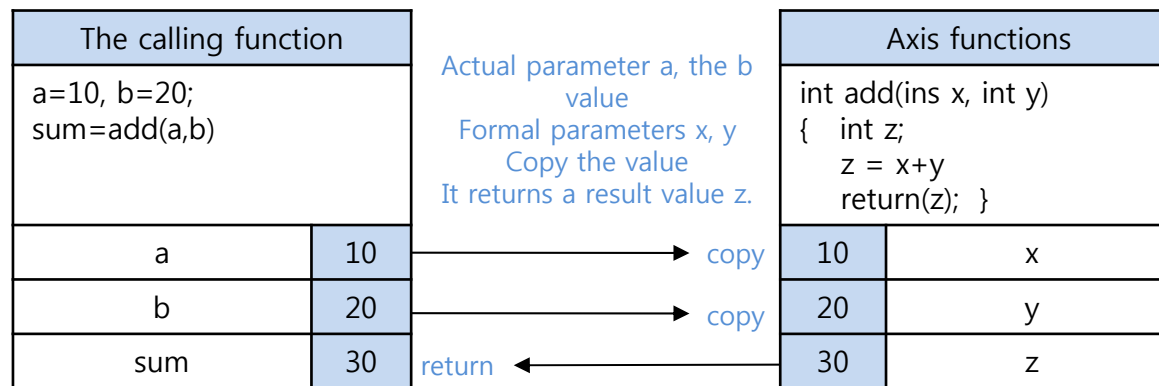 The calling function
a=10, b=20;
sum=add(a,b)
Actual parameter a, the b
value
Formal parameters x, y
Copy the value
It returns a result value z.
Axis functions
int add(ins x, int y)
{ int z;
z = x+y
return(z); }
a 10 copy 10 x
b 20 copy 20 y
sum 30 return 30 z